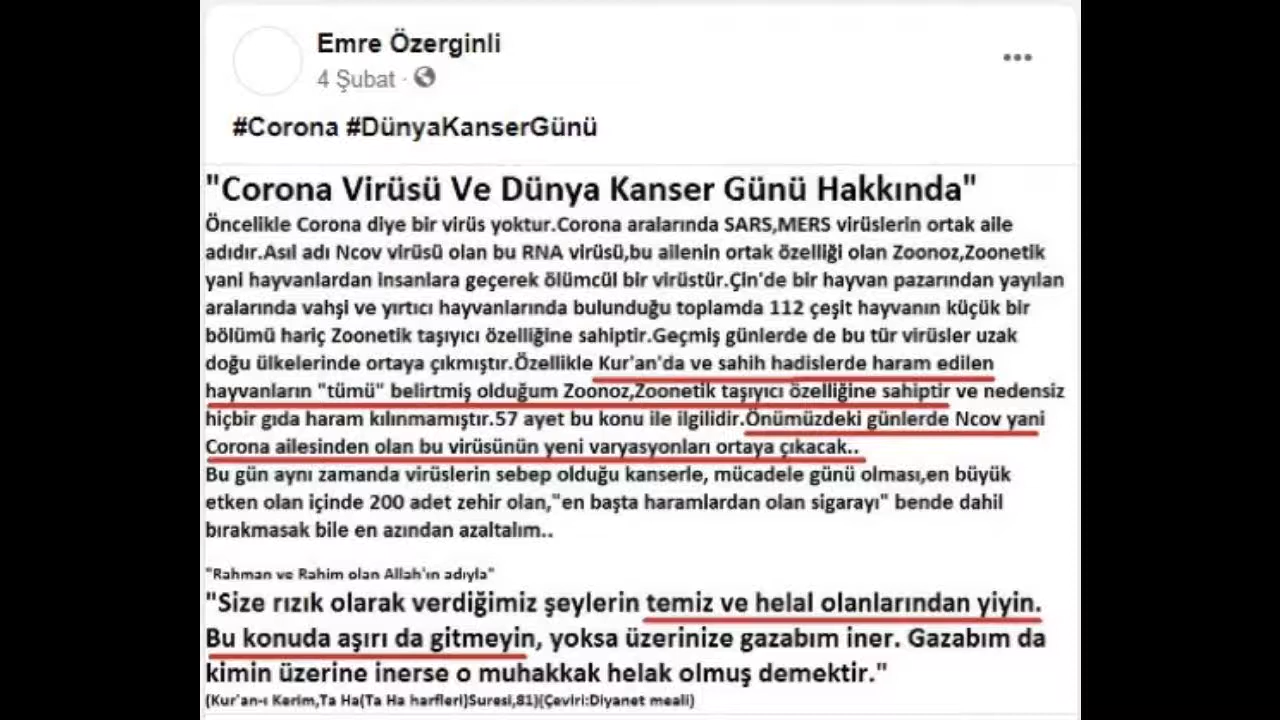 Emre Özerginli
4 Şubat ·
#Corona #DünyaKanserGünü
"Corona Virüsü Ve Dünya Kanser Günü Hakkında"
Öncelikle Corona diye bir virüs yoktur.Corona aralarında SARS,MERS virüslerin ortak aile
adıdır.Asıl adı Ncov virüsü olan bu RNA virüsü,bu ailenin ortak özelliği olan Zoonoz,Zoonetik
yani hayvanlardan insanlara geçerek ölümcül bir virüstür.Çin'de bir hayvan pazarından yayılan
aralarında vahşi ve yırtıcı hayvanlarında bulunduğu toplamda 112 çeşit hayvanın küçük bir
bölümü hariç Zoonetik taşıyıcı özelliğine sahiptir.Geçmiş günlerde de bu tür virüsler uzak
doğu ülkelerinde ortaya çıkmıştır.Özellikle Kur'an'da ve sahih hadislerde haram edilen
hayvanların "tümü" belirtmiş olduğum Zoonoz,Zoonetik taşıyıcı özelliğine sahiptir ve nedensiz
hiçbir gıda haram kılınmamıştır.57 ayet bu konu ile ilgilidir.Önümüzdeki günlerde Ncov yani
Corona ailesinden olan bu virüsünün yeni varyasyonları ortaya çıkacak..
Bu gün aynı zamanda virüslerin sebep olduğu kanserle, mücadele günü olması,en büyük
etken olan içinde 200 adet zehir olan,"en başta haramlardan olan sigarayı" bende dahil
bırakmasak bile en azından azaltalım..
"Rahman ve Rahim olan Allah'ın adıyla"
"Size rızık olarak verdiğimiz şeylerin temiz ve helal olanlarından yiyin.
Bu konuda aşırı da gitmeyin, yoksa üzerinize gazabım iner. Gazabım da
kimin üzerine inerse o muhakkak helak olmuş demektir."
(Kur'an-ı Kerim,Ta Ha(Ta Ha harfleri)Suresi,81)(Çeviri:Diyanet meali)